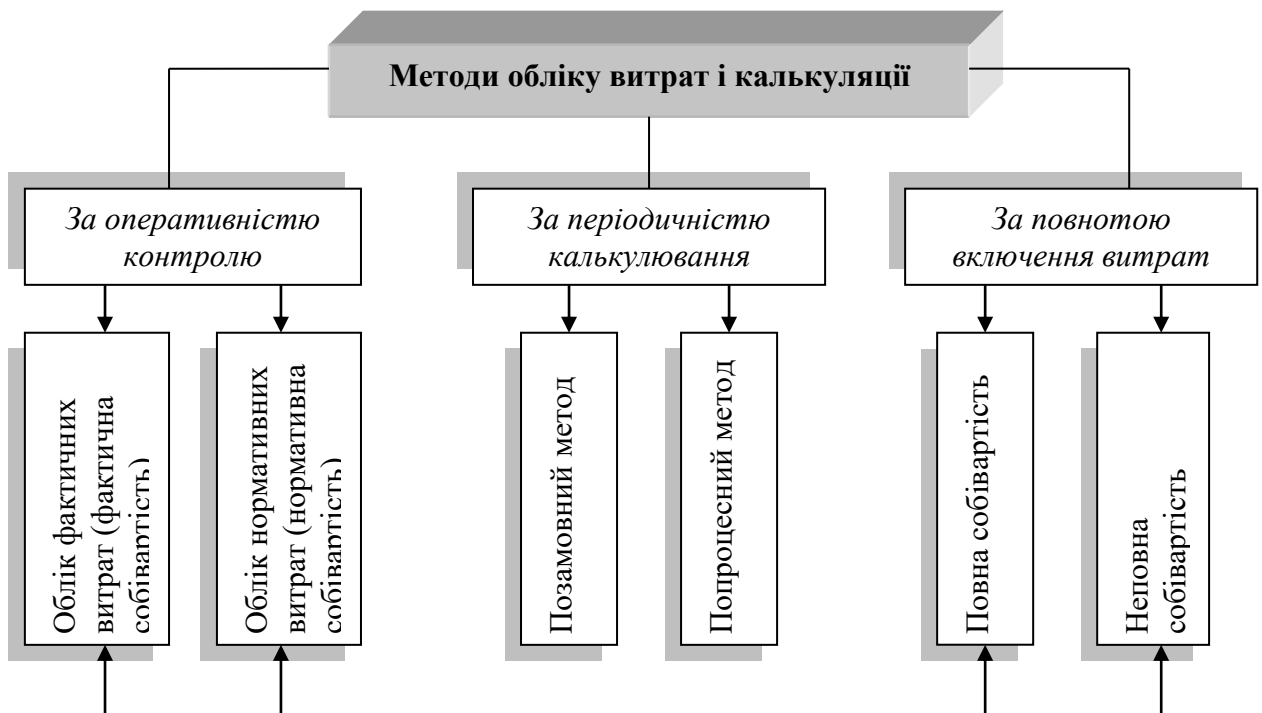 Методи обліку витрат і калькуляції
За оперативністю
контролю
За періодичністю
калькулювання
За повнотою
включення витрат
Облік фактичних
витрат (фактична
собівартість)
Облік нормативних
витрат (нормативна
собівартість)
Позамовний метод
Попроцесний метод
Повна собівартість
Неповна
собівартість